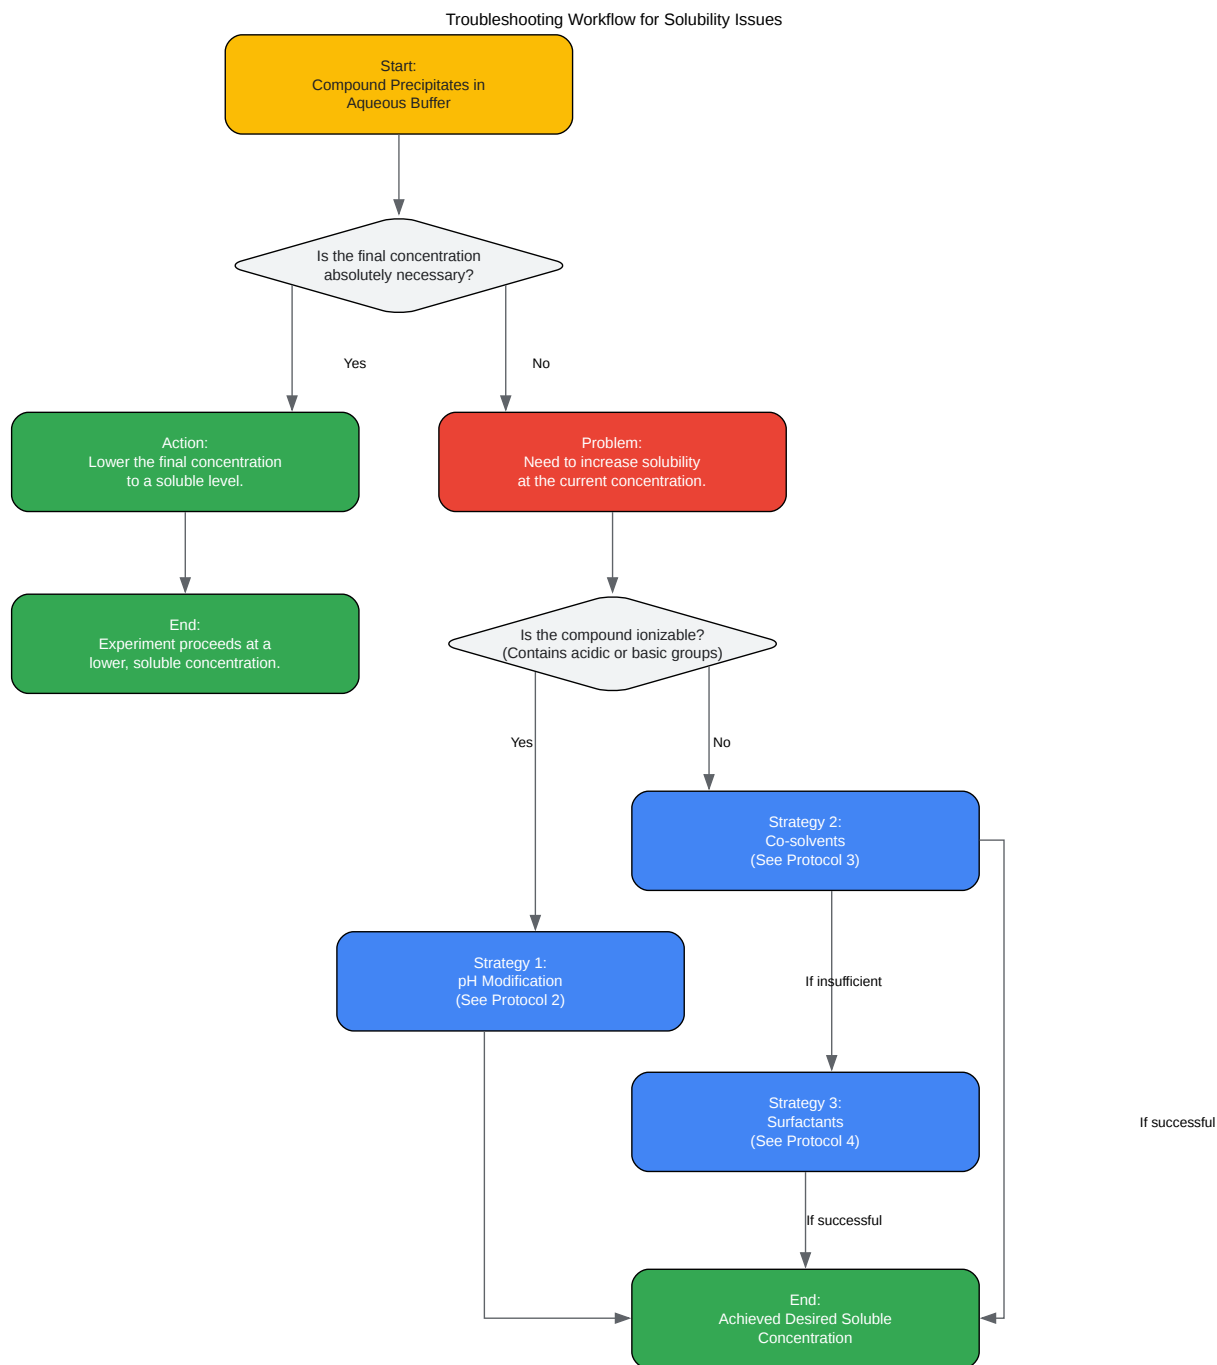 Troubleshooting Workflow for Solubility Issues
Start:
Compound Precipitates in
Aqueous Buffer
Is the final concentration
absolutely necessary?
Yes
No
Action:
Lower the final concentration
to a soluble level.
Problem:
Need to increase solubility
at the current concentration.
End:
Experiment proceeds at a
lower, soluble concentration.
Is the compound ionizable?
(Contains acidic or basic groups)
Yes
No
Strategy 2:
Co-solvents
(See Protocol 3)
Strategy 1:
pH Modification
(See Protocol 2)
If insufficient
Strategy 3:
Surfactants
(See Protocol 4)
If successful
If successful
End:
Achieved Desired Soluble
Concentration